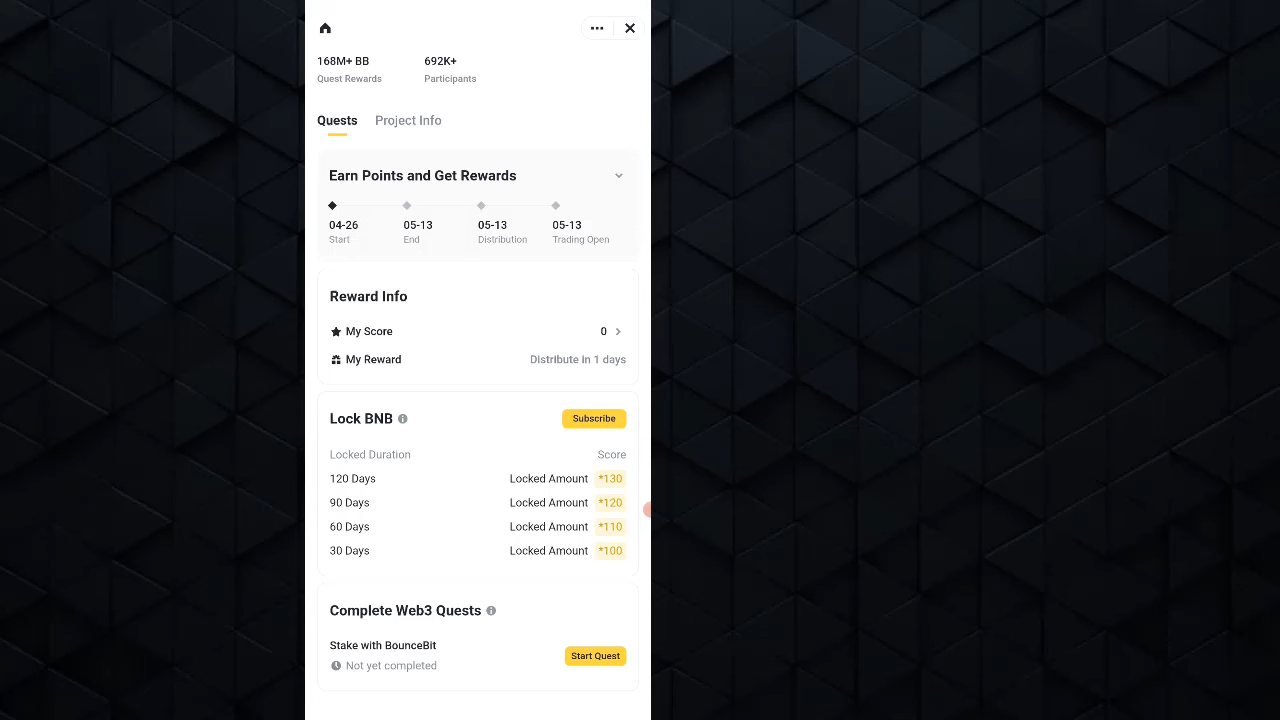 168M+ BB 692K+
Quest Rewards Participants
Quests Project Info
Earn Points and Get Rewards
04-26 05-13 05-13 05-13
Start End Distribution Trading Open
Reward Info
My Score 0
My Reward Distribute in 1 days
Lock BNB Subscribe
Locked Duration Score
120 Days Locked Amount *130
90 Days Locked Amount *120
60 Days Locked Amount *110
30 Days Locked Amount *100
Complete Web3 Quests
Stake with BounceBit
Start Quest
Not yet completed